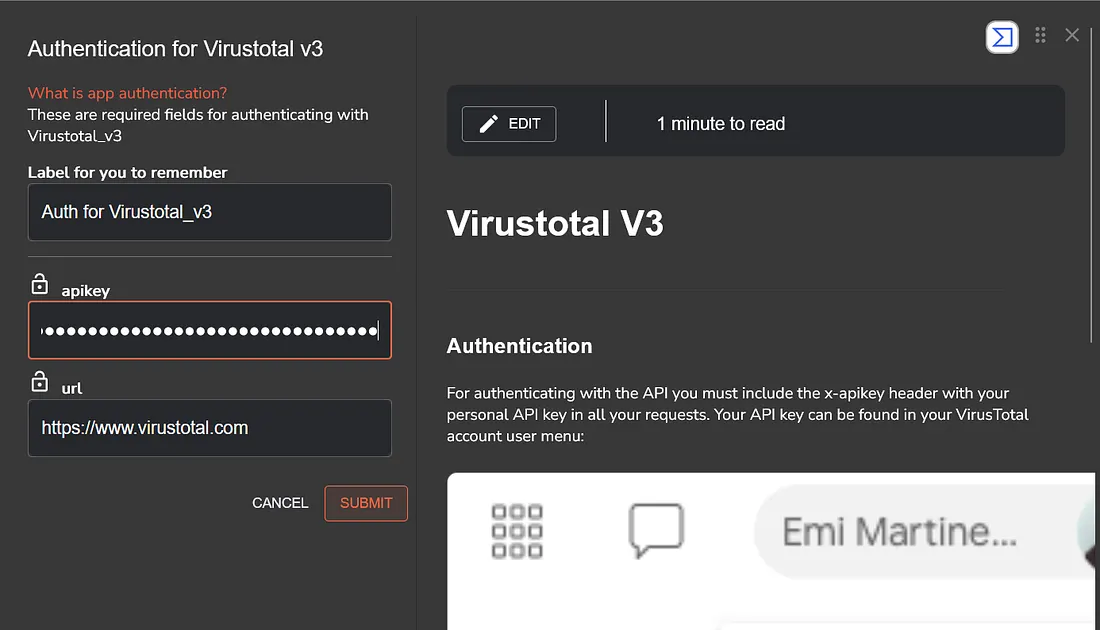 Authentication for Virustotal v3
What is app authentication?
These are required fields for authenticating with
Virustotal_v3
Label for you to remember
Auth for Virustotal_v3
apikey
url
https://www.virustotal.com
CANCEL
SUBMIT
EDIT
1 minute to read
Virustotal V3
Authentication
For authenticating with the API you must include the x-apikey header with your
personal API key in all your requests. Your API key can be found in your VirusTotal
account user menu:
Emi Martine...